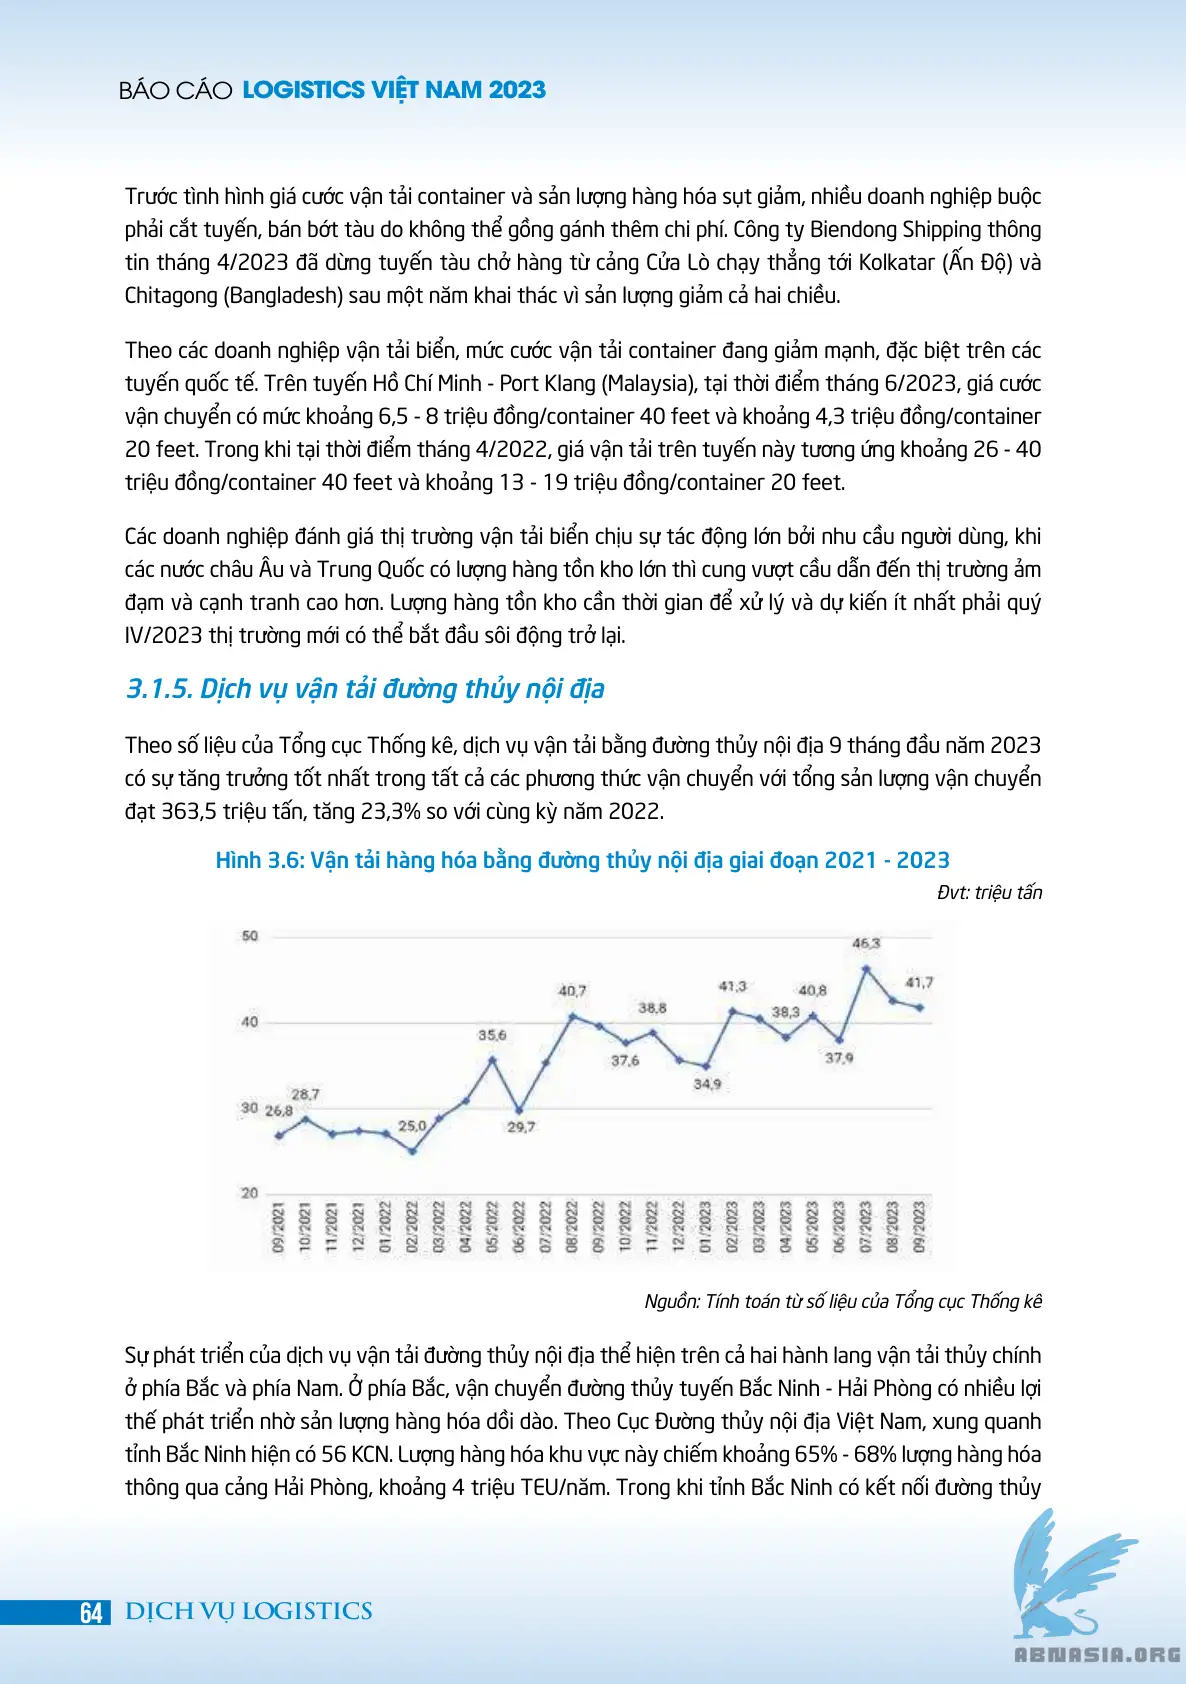 BÁO CÁO LOGISTICS VIỆT NAM 2023
Trước tình hình giá cước vận tải container và sản lượng hàng hóa sụt giảm, nhiều doanh nghiệp buộc
phải cắt tuyến, bán bớt tàu do không thể gồng gánh thêm chi phí. Công ty Biendong Shipping thông
tin tháng 4/2023 đã dừng tuyến tàu chở hàng từ cảng Cửa Lò chạy thẳng tới Kolkatar (Ấn Độ) và
Chitagong (Bangladesh) sau một năm khai thác vì sản lượng giảm cả hai chiều.
Theo các doanh nghiệp vận tải biển, mức cước vận tải container đang giảm mạnh, đặc biệt trên các
tuyến quốc tế. Trên tuyến Hồ Chí Minh - Port Klang (Malaysia), tại thời điểm tháng 6/2023, giá cước
vận chuyển có mức khoảng 6,5 - 8 triệu đồng/container 40 feet và khoảng 4,3 triệu đồng/container
20 feet. Trong khi tại thời điểm tháng 4/2022, giá vận tải trên tuyến này tương ứng khoảng 26 - 40
triệu đồng/container 40 feet và khoảng 13 - 19 triệu đồng/container 20 feet.
Các doanh nghiệp đánh giá thị trường vận tải biển chịu sự tác động lớn bởi nhu cầu người dùng, khi
các nước châu Âu và Trung Quốc có lượng hàng tồn kho lớn thì cung vượt cầu dẫn đến thị trường ảm
đạm và cạnh tranh cao hơn. Lượng hàng tồn kho cần thời gian để xử lý và dự kiến ít nhất phải quý
IV/2023 thị trường mới có thể bắt đầu sôi động trở lại.
3.1.5. Dịch vụ vận tải đường thủy nội địa
Theo số liệu của Tổng cục Thống kê, dịch vụ vận tải bằng đường thủy nội địa 9 tháng đầu năm 2023
có sự tăng trưởng tốt nhất trong tất cả các phương thức vận chuyển với tổng sản lượng vận chuyển
đạt 363,5 triệu tấn, tăng 23,3% so với cùng kỳ năm 2022.
Hình 3.6: Vận tải hàng hóa bằng đường thủy nội địa giai đoạn 2021 - 2023
Đvt: triệu tấn
50
40
30
20
26,8
28,7
25,0
35,6
29,7
40,7
37,6
38,8
34,9
41,3
38,3
40,8
37,9
46,3
41,7
09/2021
10/2021
11/2021
12/2021
01/2022
02/2022
03/2022
04/2022
05/2022
06/2022
07/2022
08/2022
09/2022
10/2022
11/2022
12/2022
01/2023
02/2023
03/2023
04/2023
05/2023
06/2023
07/2023
08/2023
09/2023
Nguồn: Tính toán từ số liệu của Tổng cục Thống kê
Sự phát triển của dịch vụ vận tải đường thủy nội địa thể hiện trên cả hai hành lang vận tải thủy chính
ở phía Bắc và phía Nam. Ở phía Bắc, vận chuyển đường thủy tuyến Bắc Ninh - Hải Phòng có nhiều lợi
thế phát triển nhờ sản lượng hàng hóa dồi dào. Theo Cục Đường thủy nội địa Việt Nam, xung quanh
tỉnh Bắc Ninh hiện có 56 KCN. Lượng hàng hóa khu vực này chiếm khoảng 65% - 68% lượng hàng hóa
thông qua cảng Hải Phòng, khoảng 4 triệu TEU/năm. Trong khi tỉnh Bắc Ninh có kết nối đường thủy
64 DỊCH VỤ LOGISTICS
ABNASIA.ORG